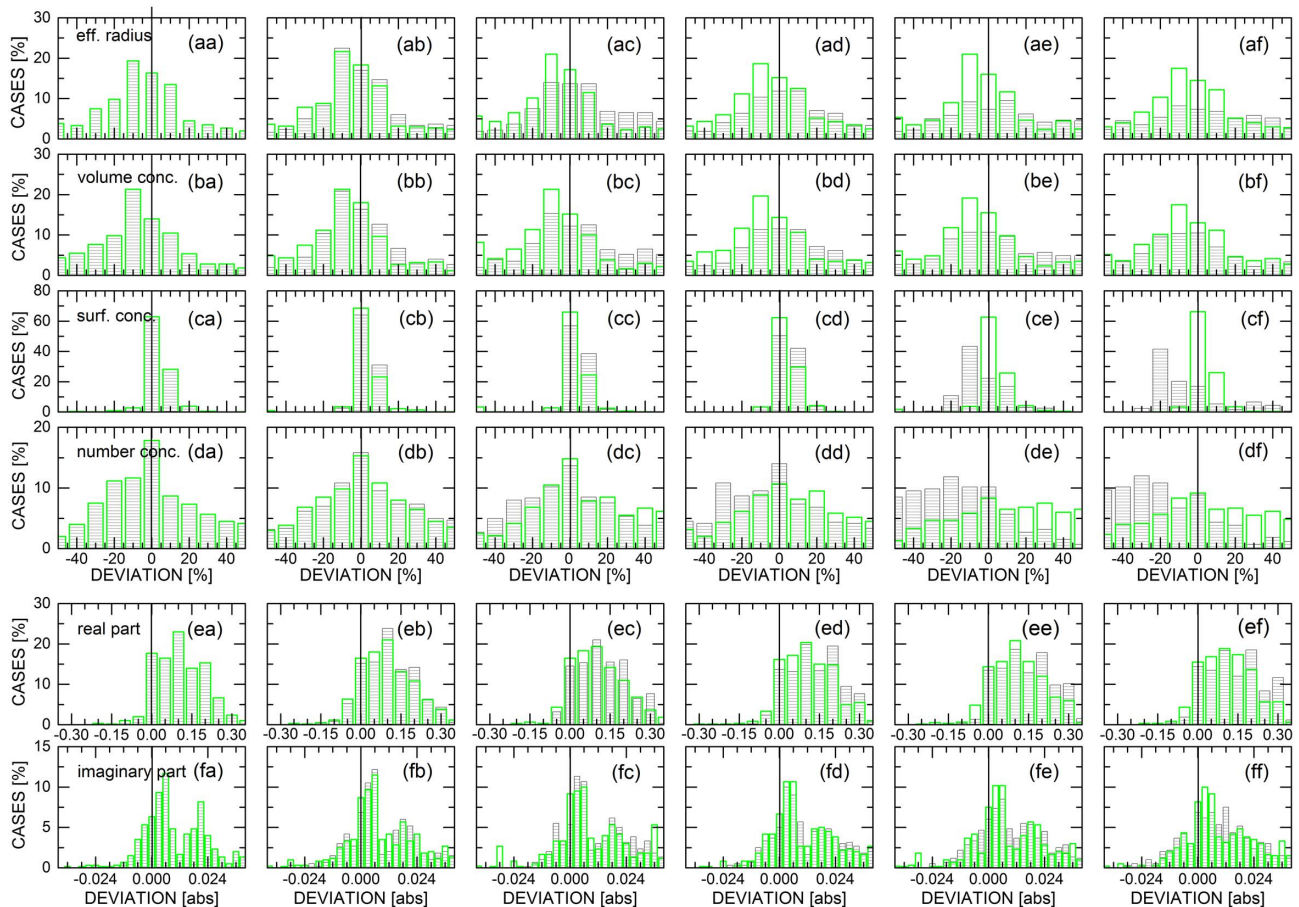 30
CASES [%]
20
10
0
eff. radius (aa)
(ab)
(ac)
(ad)
(ae)
(af)
30
CASES [%]
20
10
0
volume conc. (ba)
(bb)
(bc)
(bd)
(be)
(bf)
80
CASES [%]
60
40
20
0
surf. conc. (ca)
(cb)
(cc)
(cd)
(ce)
(cf)
20
CASES [%]
10
0
number conc. (da)
(db)
(dc)
(dd)
(de)
(df)
-40 -20 0 20 40
-40 -20 0 20 40
-40 -20 0 20 40
-40 -20 0 20 40
-40 -20 0 20 40
-40 -20 0 20 40
DEVIATION [%]
DEVIATION [%]
DEVIATION [%]
DEVIATION [%]
DEVIATION [%]
DEVIATION [%]
30
CASES [%]
20
10
0
real part (ea)
(eb)
(ec)
(ed)
(ee)
(ef)
-0.30 -0.15 0.00 0.15 0.30
-0.30 -0.15 0.00 0.15 0.30
-0.30 -0.15 0.00 0.15 0.30
-0.30 -0.15 0.00 0.15 0.30
-0.30 -0.15 0.00 0.15 0.30
-0.30 -0.15 0.00 0.15 0.30
15
CASES [%]
10
5
0
imaginary part (fa)
(fb)
(fc)
(fd)
(fe)
(ff)
-0.024 0.000 0.024
-0.024 0.000 0.024
-0.024 0.000 0.024
-0.024 0.000 0.024
-0.024 0.000 0.024
-0.024 0.000 0.024
DEVIATION [abs]
DEVIATION [abs]
DEVIATION [abs]
DEVIATION [abs]
DEVIATION [abs]
DEVIATION [abs]